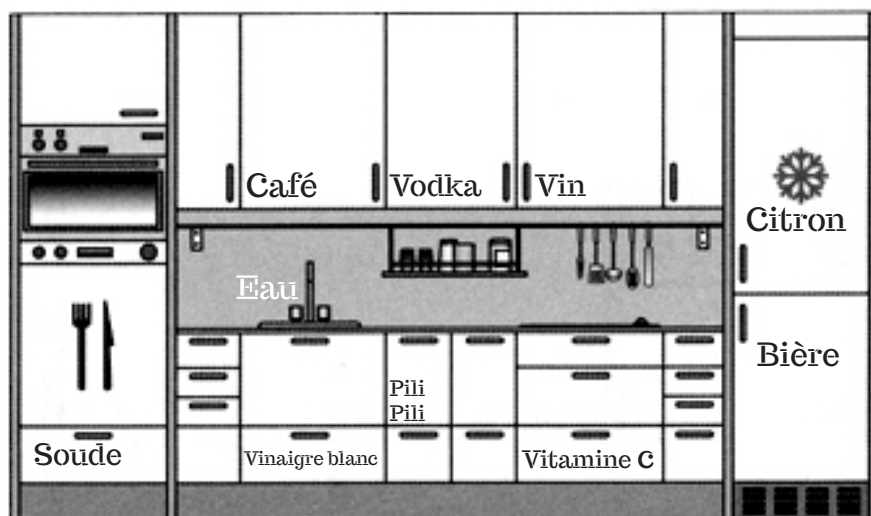 Café
Vodka
Vin
Citron
Eau
Bière
Pili
Pili
Soude
Vinaigre blanc
Vitamine C